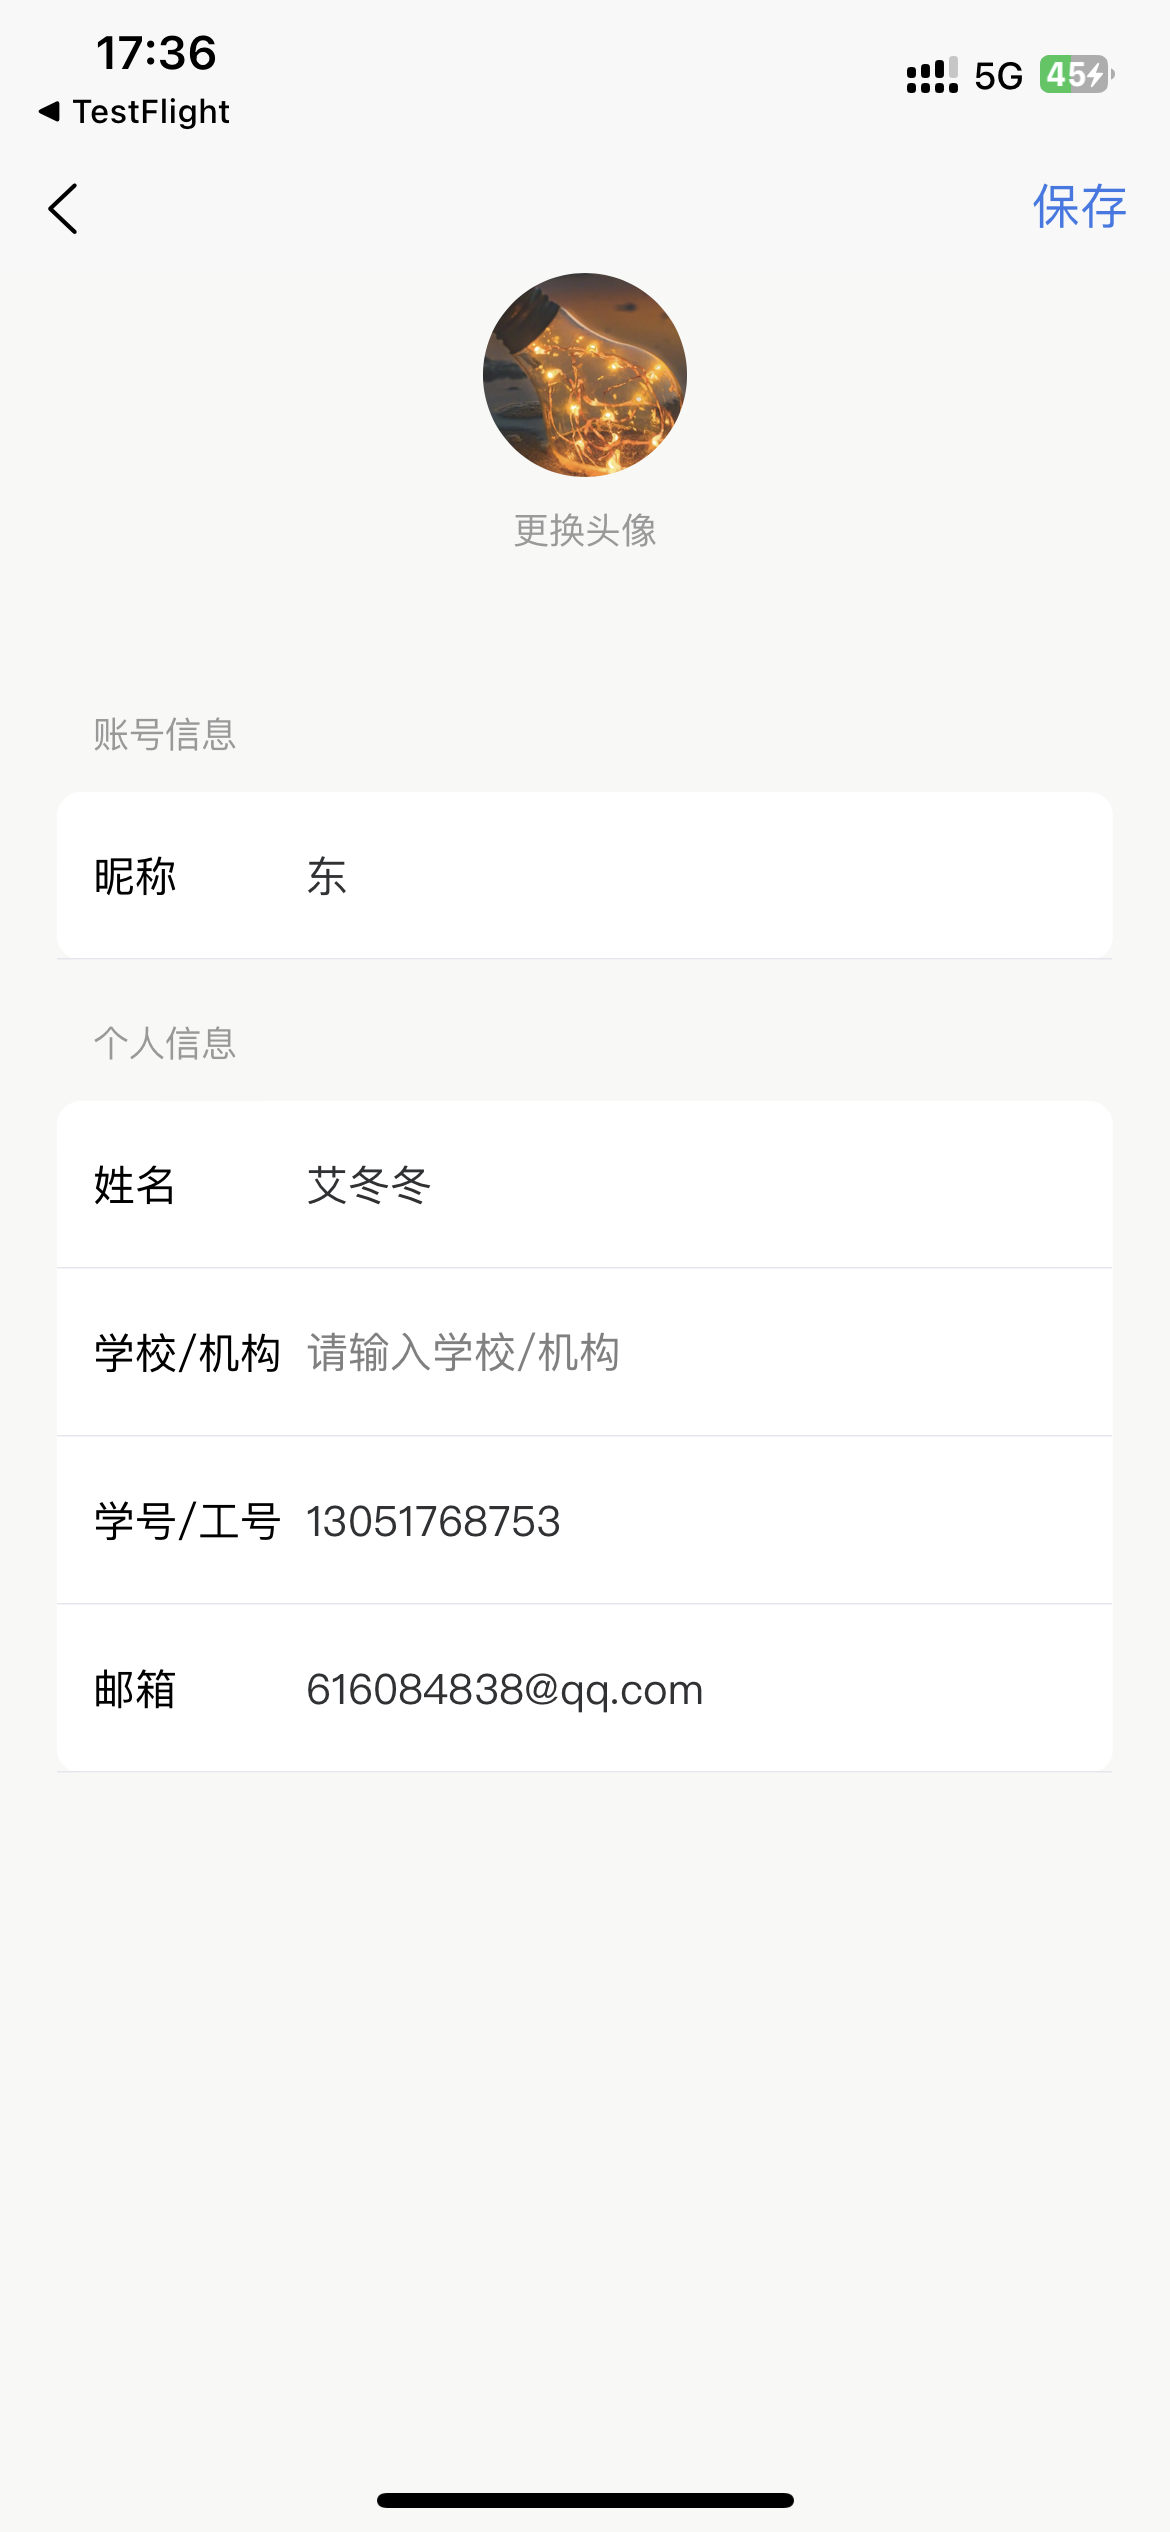 17:36
5G 45
◀ TestFlight
保存
更换头像
账号信息
昵称 东
个人信息
姓名 艾冬冬
学校/机构 请输入学校/机构
学号/工号 13051768753
邮箱 616084838@qq.com